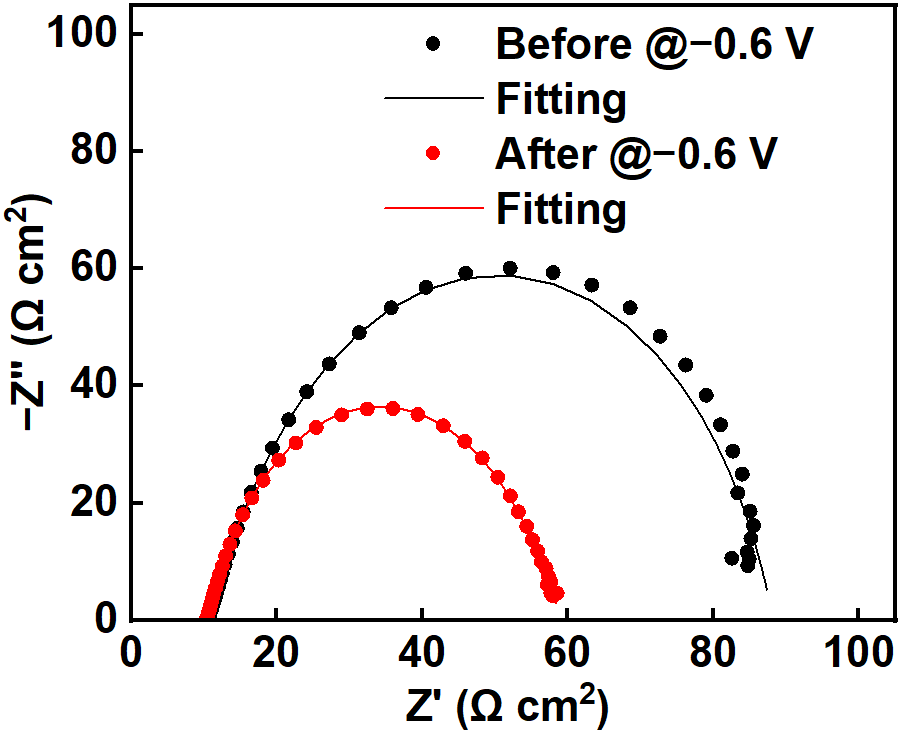 100
80
60
40
20
0
−Z'' (Ω cm²)
Before @−0.6 V
Fitting
After @−0.6 V
Fitting
0 20 40 60 80 100
Z' (Ω cm²)